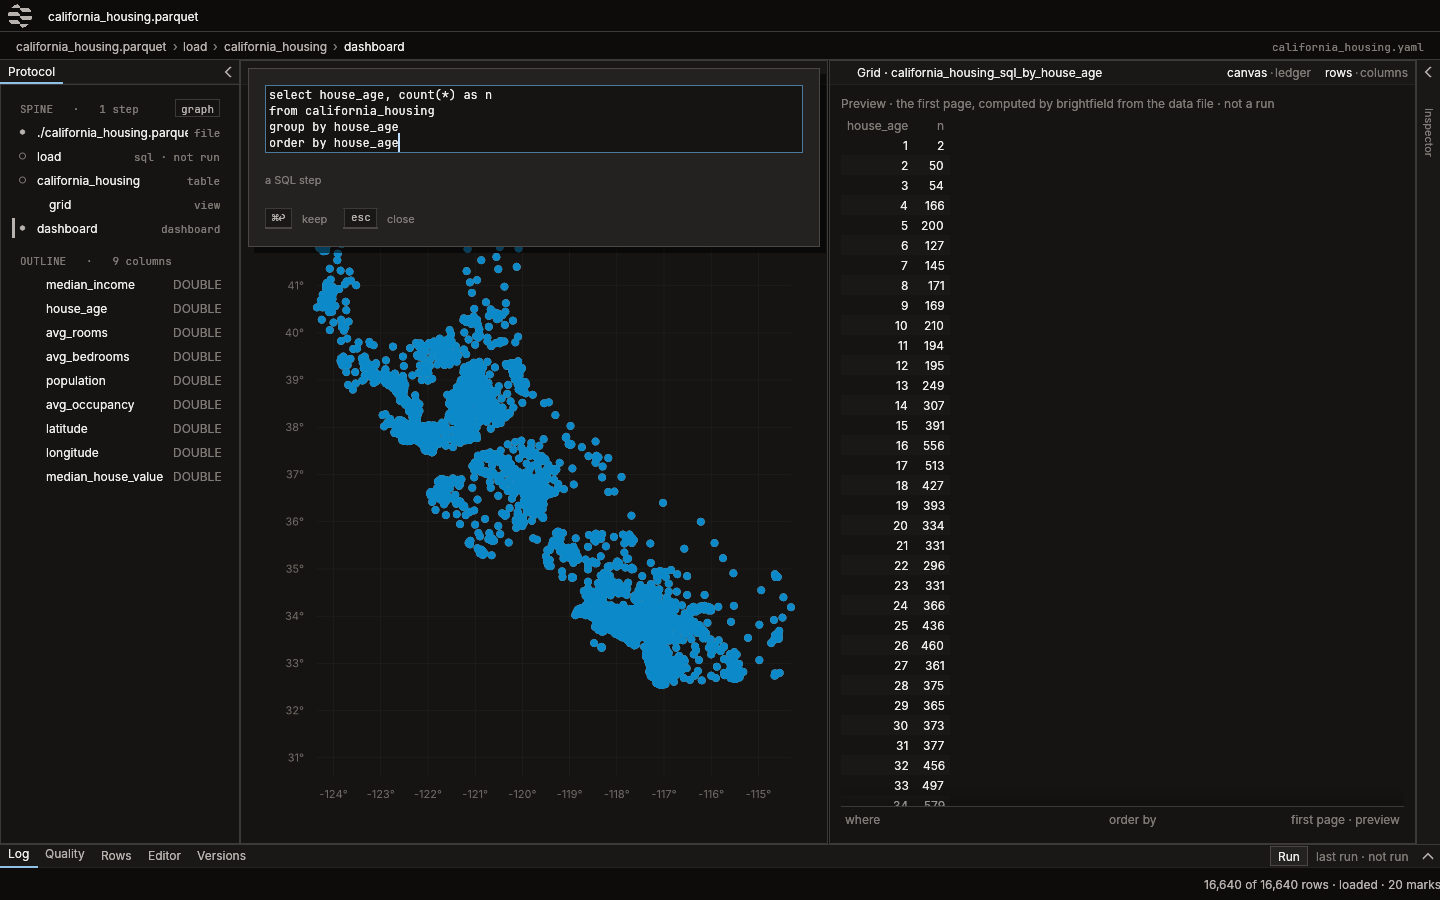 california_housing.parquet
california_housing.parquet › load › california_housing › dashboard
california_housing.yaml
Protocol
SPINE · 1 step graph
./california_housing.parque file
load sql · not run
california_housing table
grid view
dashboard dashboard
OUTLINE · 9 columns
median_income DOUBLE
house_age DOUBLE
avg_rooms DOUBLE
avg_bedrooms DOUBLE
population DOUBLE
avg_occupancy DOUBLE
latitude DOUBLE
longitude DOUBLE
median_house_value DOUBLE
select house_age, count(*) as n
from california_housing
group by house_age
order by house_age
a SQL step
⌘↩ keep esc close
41°
40°
39°
38°
37°
36°
35°
34°
33°
32°
31°
-124° -123° -122° -121° -120° -119° -118° -117° -116° -115°
Grid · california_housing_sql_by_house_age canvas · ledger rows · columns
Preview · the first page, computed by brightfield from the data file · not a run
house_age n
1 2
2 50
3 54
4 166
5 200
6 127
7 145
8 171
9 169
10 210
11 194
12 195
13 249
14 307
15 391
16 556
17 513
18 427
19 393
20 334
21 331
22 296
23 331
24 366
25 436
26 460
27 361
28 375
29 365
30 373
31 377
32 456
33 497
34 579
where order by first page · preview
Inspector
Log Quality Rows Editor Versions
Run last run · not run
16,640 of 16,640 rows · loaded · 20 marks